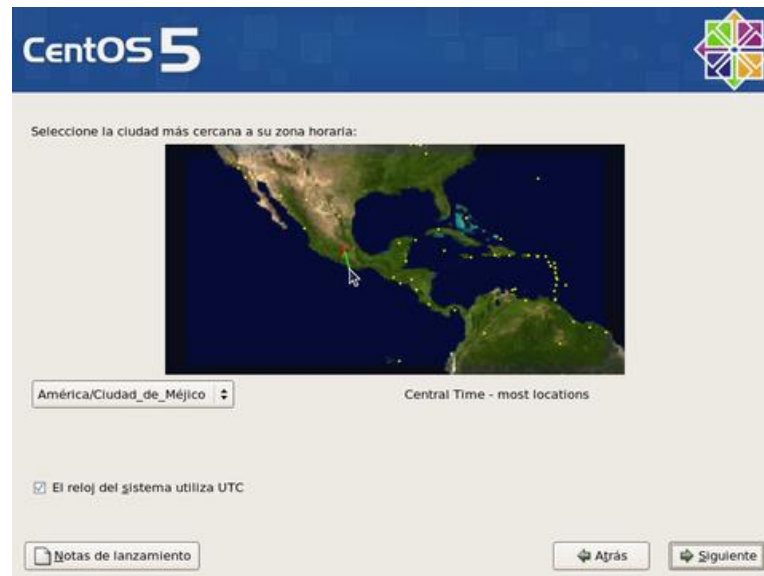 CentOS 5
Seleccione la ciudad más cercana a su zona horaria:
América/Ciudad_de_Méjico
Central Time - most locations
El reloj del sistema utiliza UTC
Notas de lanzamiento
Atrás
Siguiente